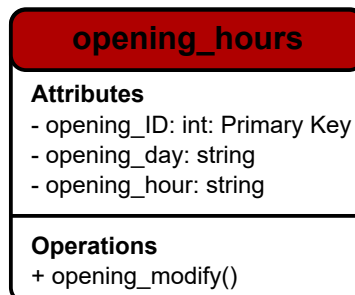 opening_hours
Attributes
- opening_ID: int: Primary Key
- opening_day: string
- opening_hour: string
Operations
+ opening_modify()